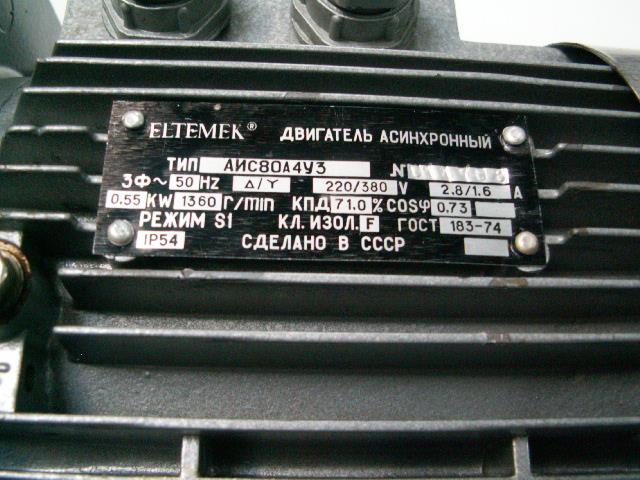 ELTEMEK® ДВИГАТЕЛЬ АСИНХРОННЫЙ
ТИП АИС80А4У3 №
3Ф~ 50 Hz Δ/Y 220/380 V 2.8/1.6 A
0.55 KW 1360 r/min КПД 71.0 % COSφ 0.73
РЕЖИМ S1 КЛ. ИЗОЛ. F ГОСТ 183-74
IP54 СДЕЛАНО В СССР